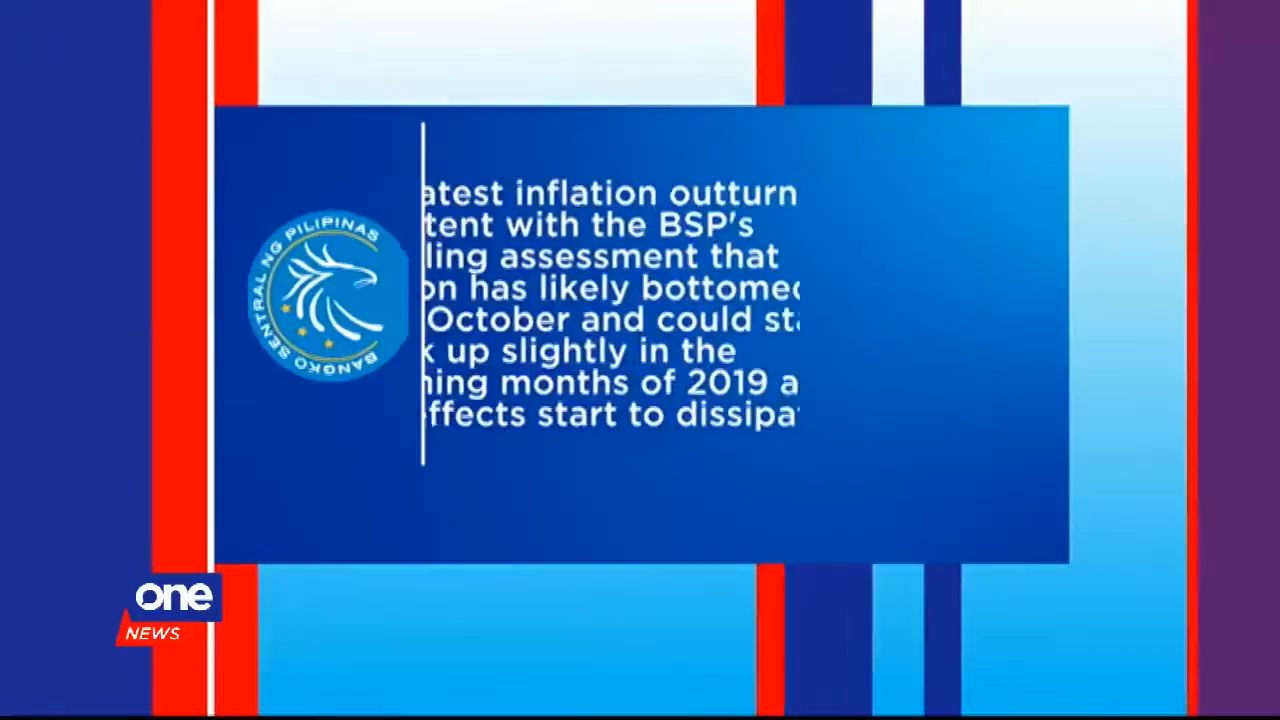 BANGKO SENTRAL NG PILIPINAS
atest inflation outturn
tent with the BSP's
ling assessment that
on has likely bottomed
October and could sta
k up slightly in the
ning months of 2019 a
ffects start to dissipa
one
NEWS